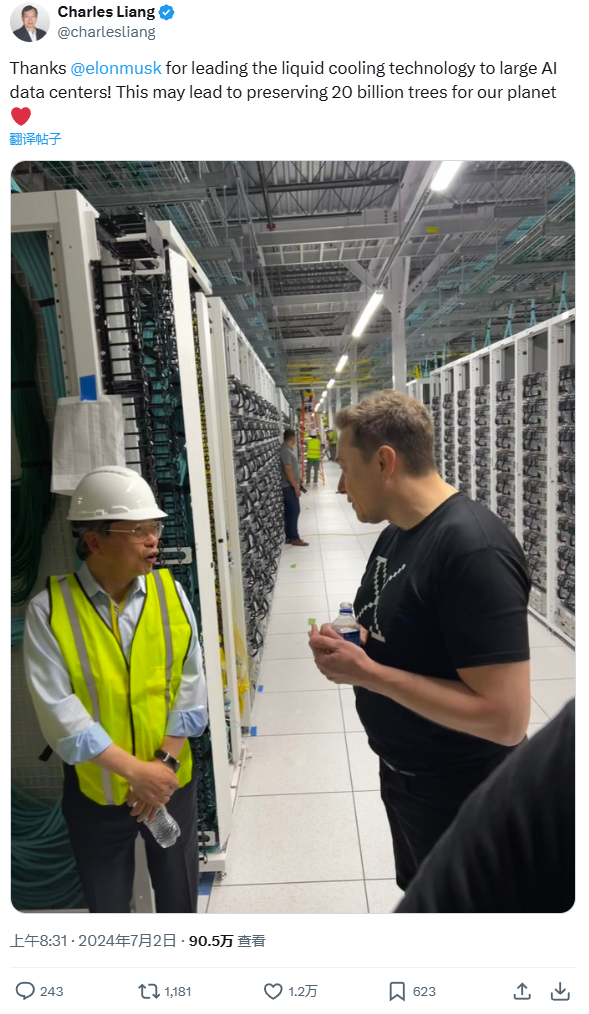 Charles Liang
@charlesliang
Thanks @elonmusk for leading the liquid cooling technology to large AI
data centers! This may lead to preserving 20 billion trees for our planet
❤️
翻译帖子
上午8:31 · 2024年7月2日 · 90.5万 查看
243
1,181
1.2万
623